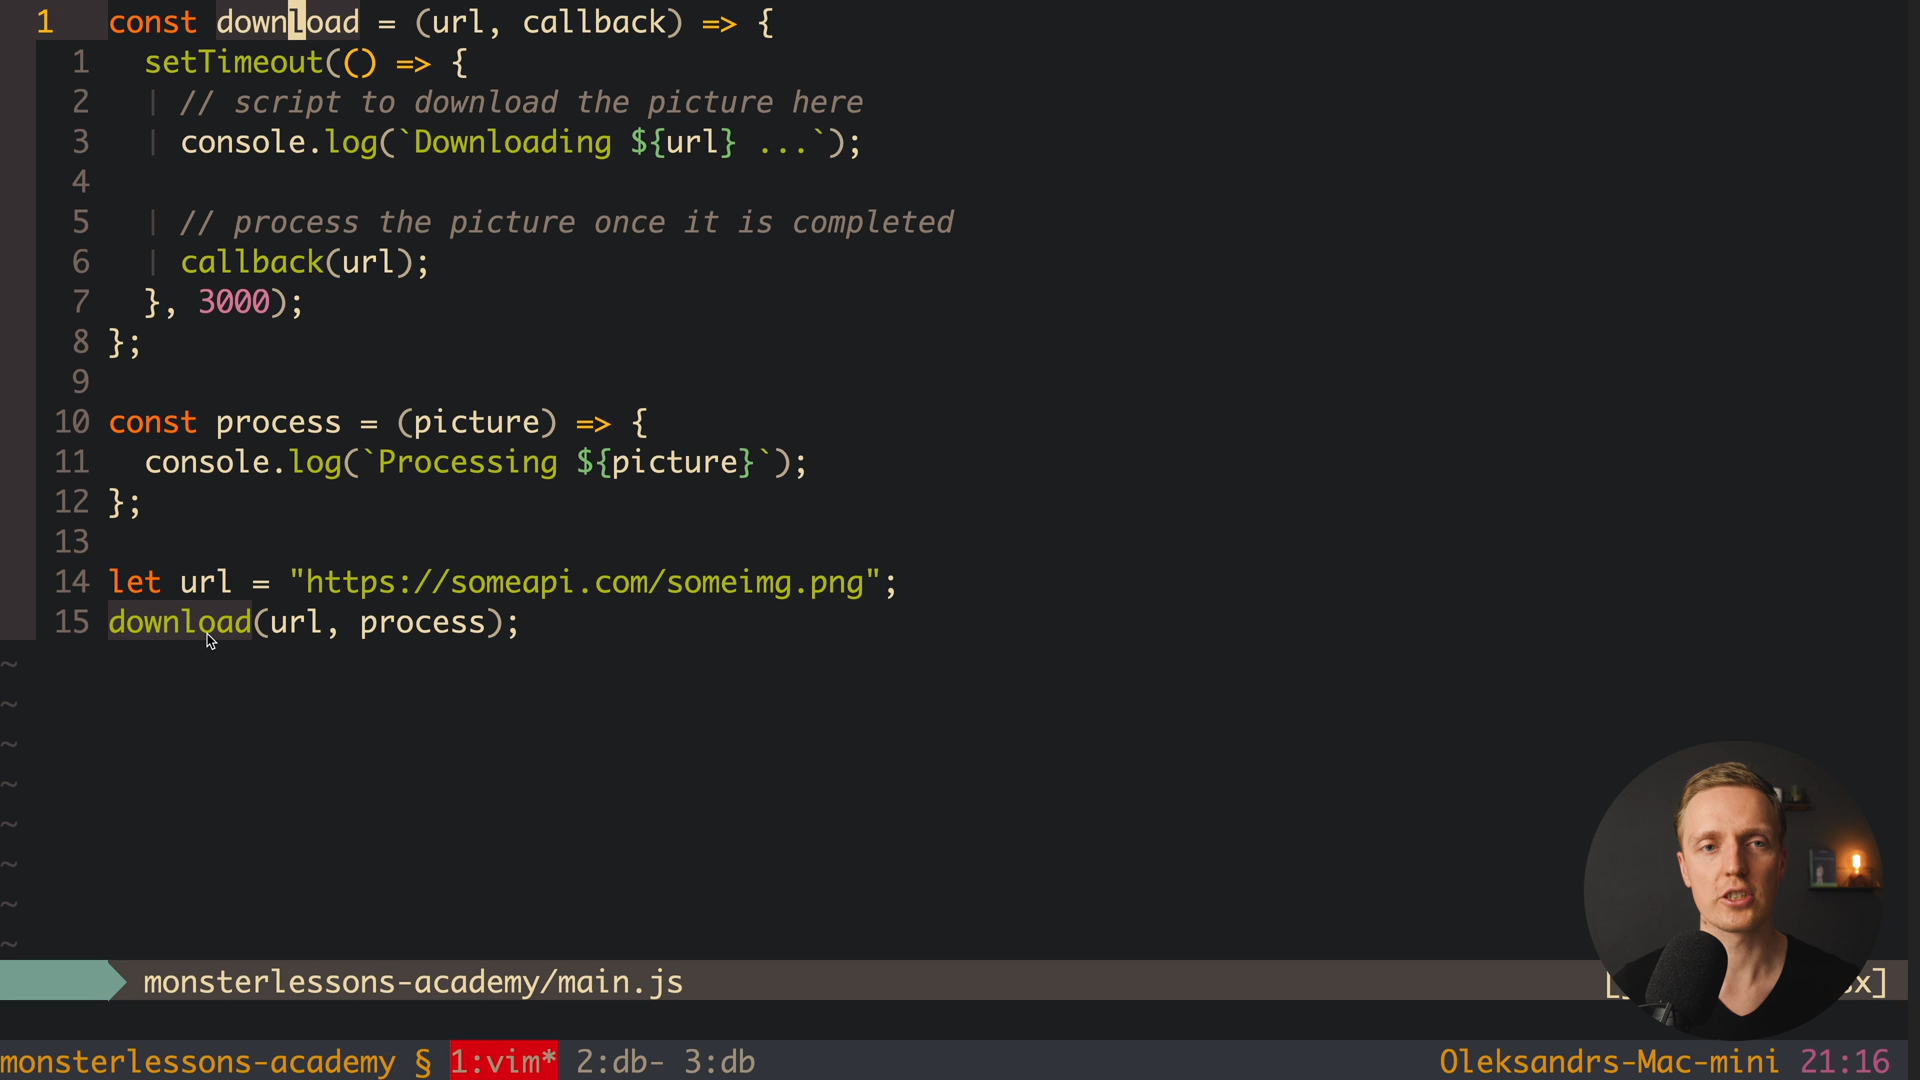 1 const download = (url, callback) => {
1 setTimeout(() => {
2 // script to download the picture here
3 console.log(`Downloading ${url} ...`);
4
5 // process the picture once it is completed
6 callback(url);
7 }, 3000);
8 };
9
10 const process = (picture) => {
11 console.log(`Processing ${picture}`);
12 };
13
14 let url = "https://someapi.com/someimg.png";
15 download(url, process);
~
~
~
~
~
~
~
~
monsterlessons-academy/main.js
monsterlessons-academy § 1:vim* 2:db- 3:db Oleksandrs-Mac-mini 21:16